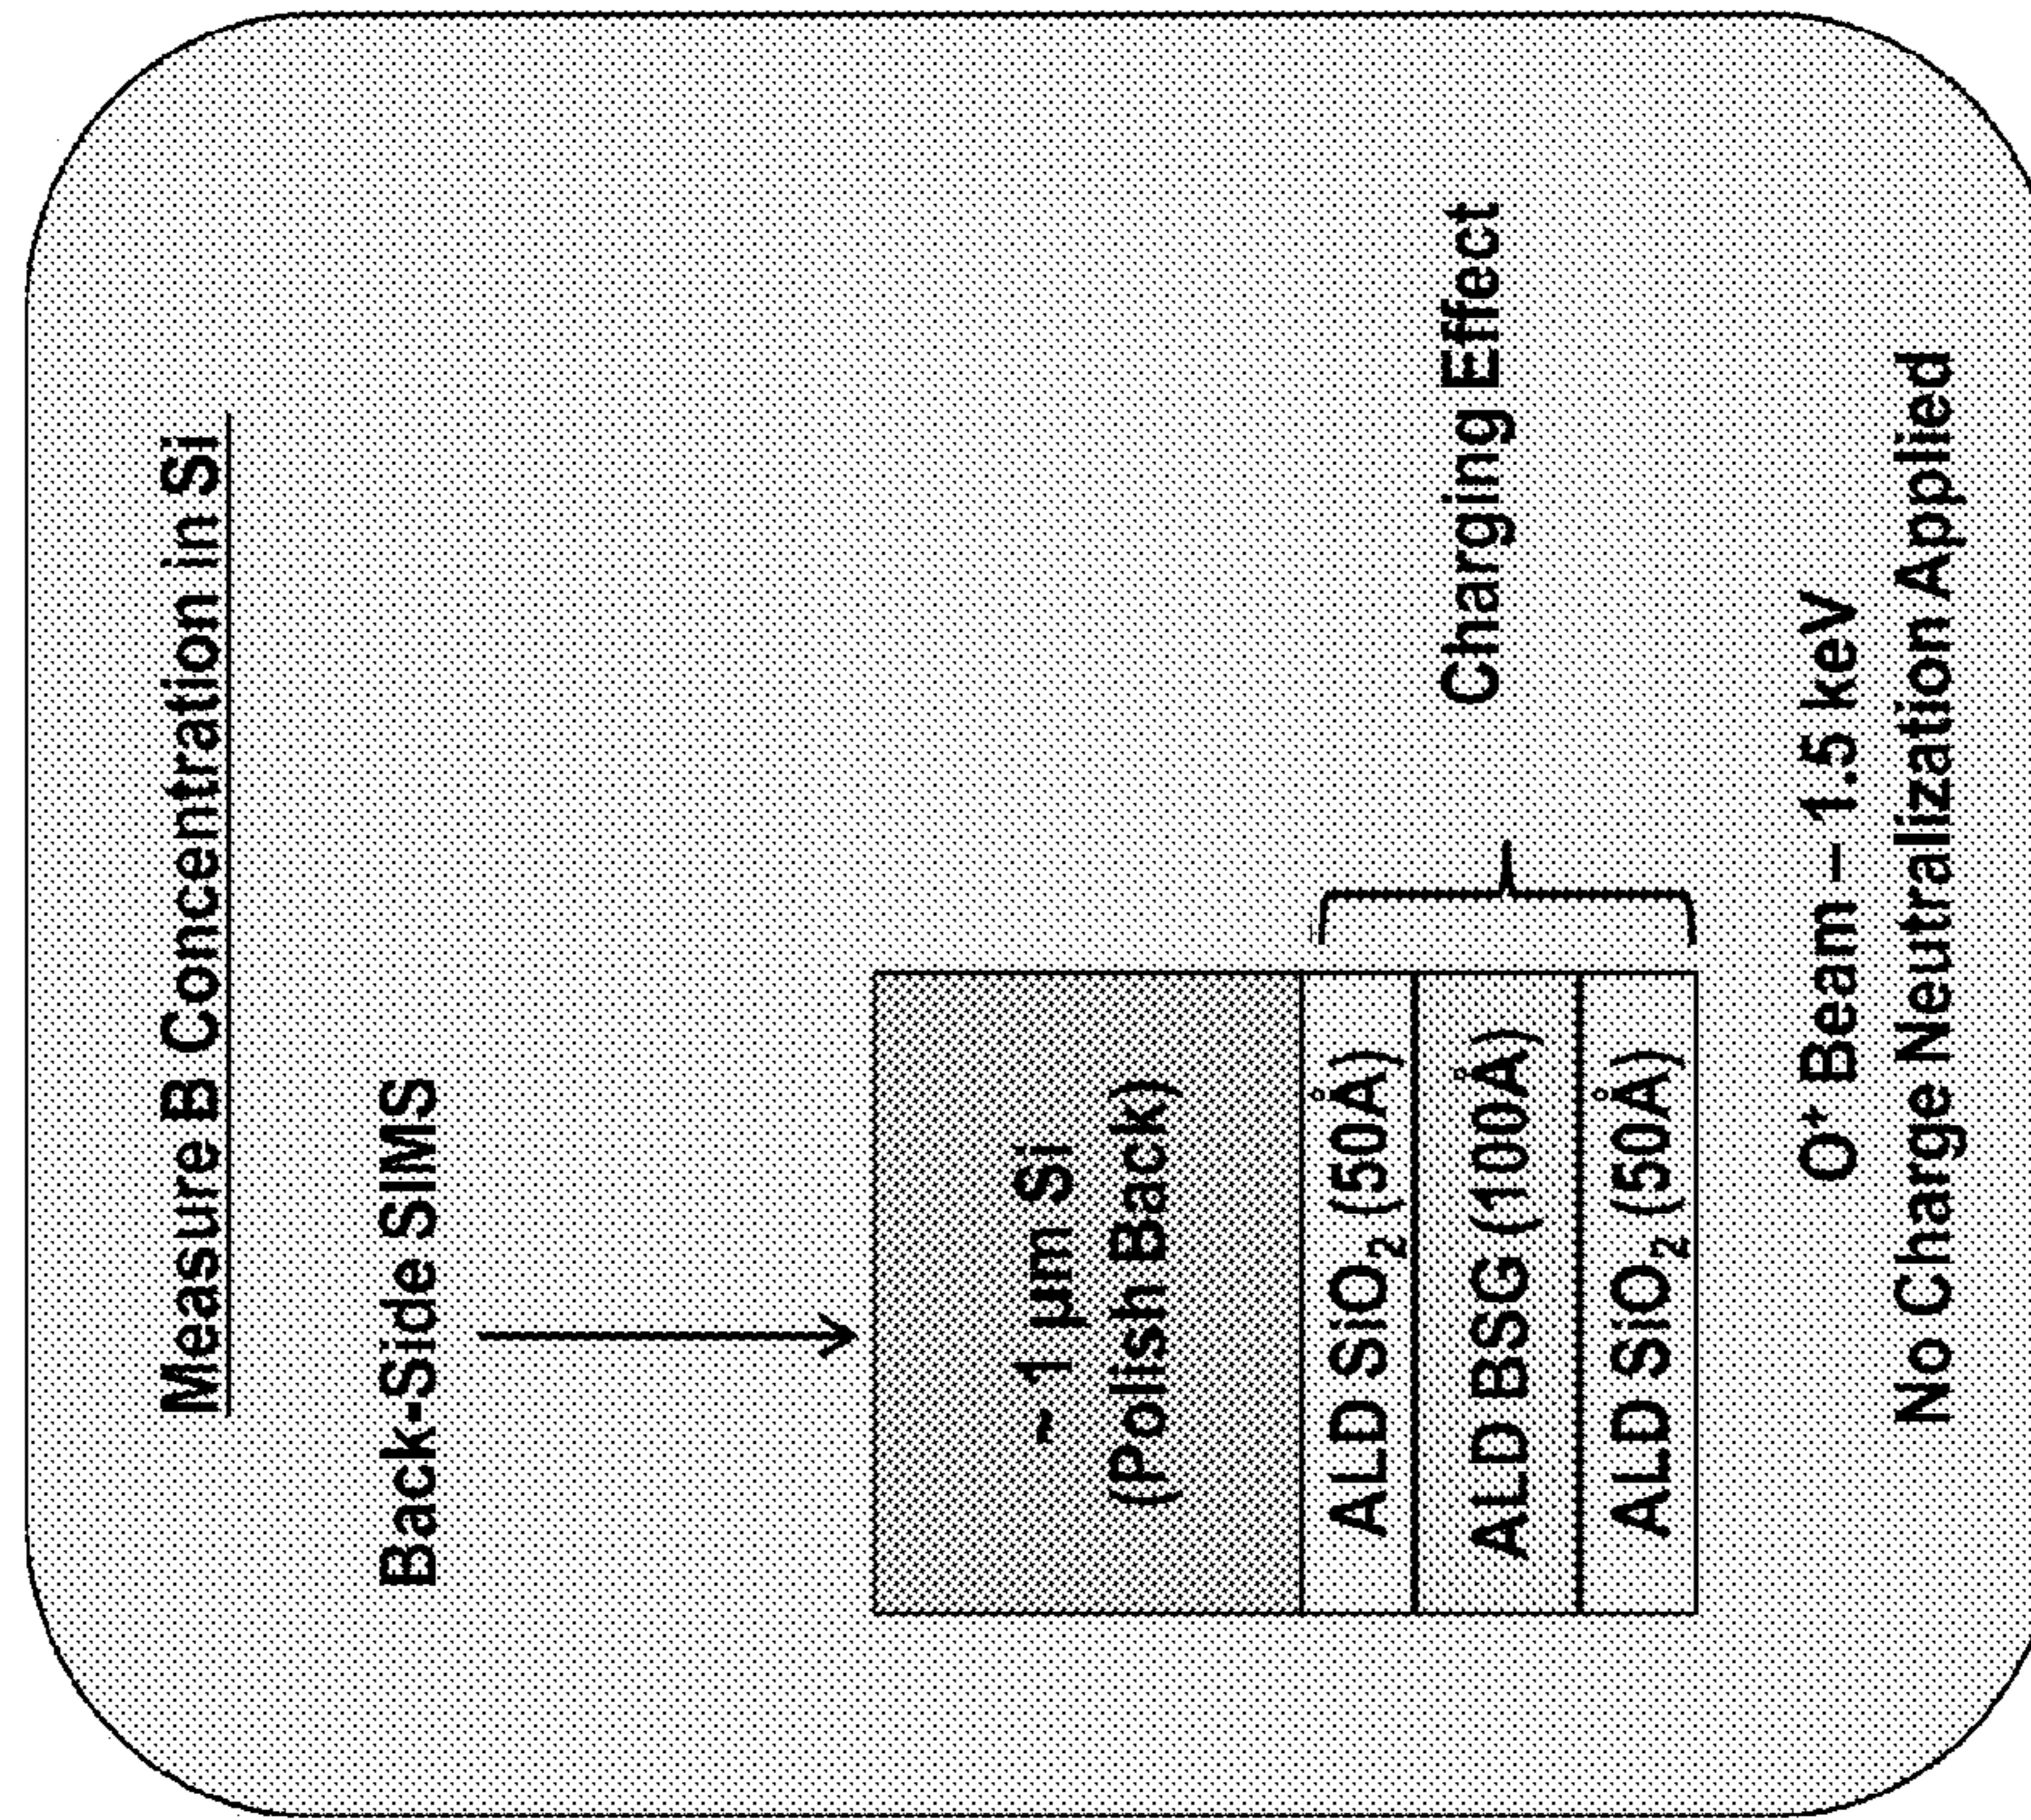 Measure B Concentration in Si
Back-Side SIMS
~ 1 µm Si
(Polish Back)
ALD SiO₂ (50Å)
ALD BSG (100Å)
ALD SiO₂ (50Å)
Charging Effect
O⁺ Beam – 1.5 keV
No Charge Neutralization Applied